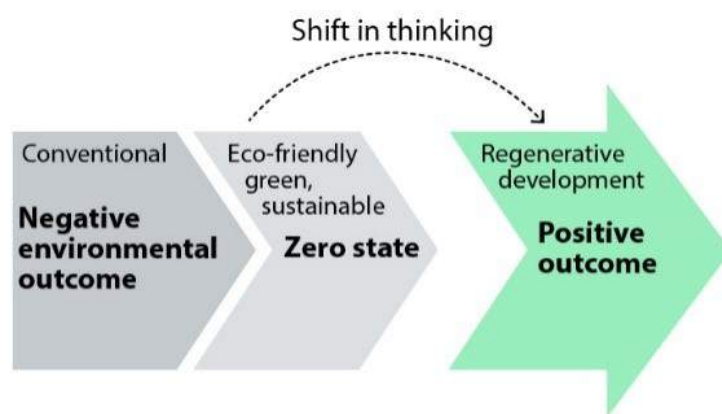 Shift in thinking
Conventional
Negative
environmental
outcome
Eco-friendly
green,
sustainable
Zero state
Regenerative
development
Positive
outcome